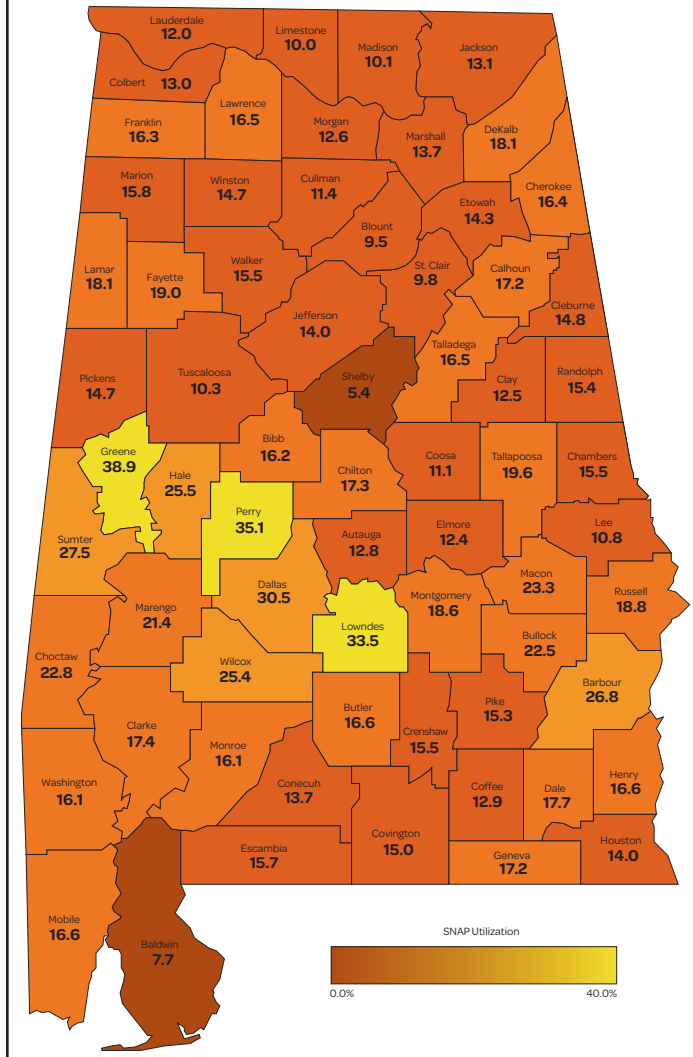 Lauderdale
12.0
Limestone
10.0
Madison
10.1
Jackson
13.1
Colbert 13.0
Lawrence
16.5
Franklin
16.3
Morgan
12.6
Marshall
13.7
DeKalb
18.1
Marion
15.8
Winston
14.7
Cullman
11.4
Cherokee
16.4
Etowah
14.3
Blount
9.5
Lamar
18.1
Fayette
19.0
Walker
15.5
St. Clair
9.8
Calhoun
17.2
Cleburne
14.8
Jefferson
14.0
Talladega
16.5
Pickens
14.7
Tuscaloosa
10.3
Shelby
5.4
Clay
12.5
Randolph
15.4
Greene
38.9
Hale
25.5
Bibb
16.2
Chilton
17.3
Coosa
11.1
Tallapoosa
19.6
Chambers
15.5
Sumter
27.5
Perry
35.1
Autauga
12.8
Elmore
12.4
Lee
10.8
Marengo
21.4
Dallas
30.5
Lowndes
33.5
Montgomery
18.6
Macon
23.3
Russell
18.8
Choctaw
22.8
Wilcox
25.4
Bullock
22.5
Barbour
26.8
Clarke
17.4
Monroe
16.1
Butler
16.6
Crenshaw
15.5
Pike
15.3
Washington
16.1
Conecuh
13.7
Coffee
12.9
Dale
17.7
Henry
16.6
Escambia
15.7
Covington
15.0
Geneva
17.2
Houston
14.0
Mobile
16.6
Baldwin
7.7
SNAP Utilization
0.0% 40.0%